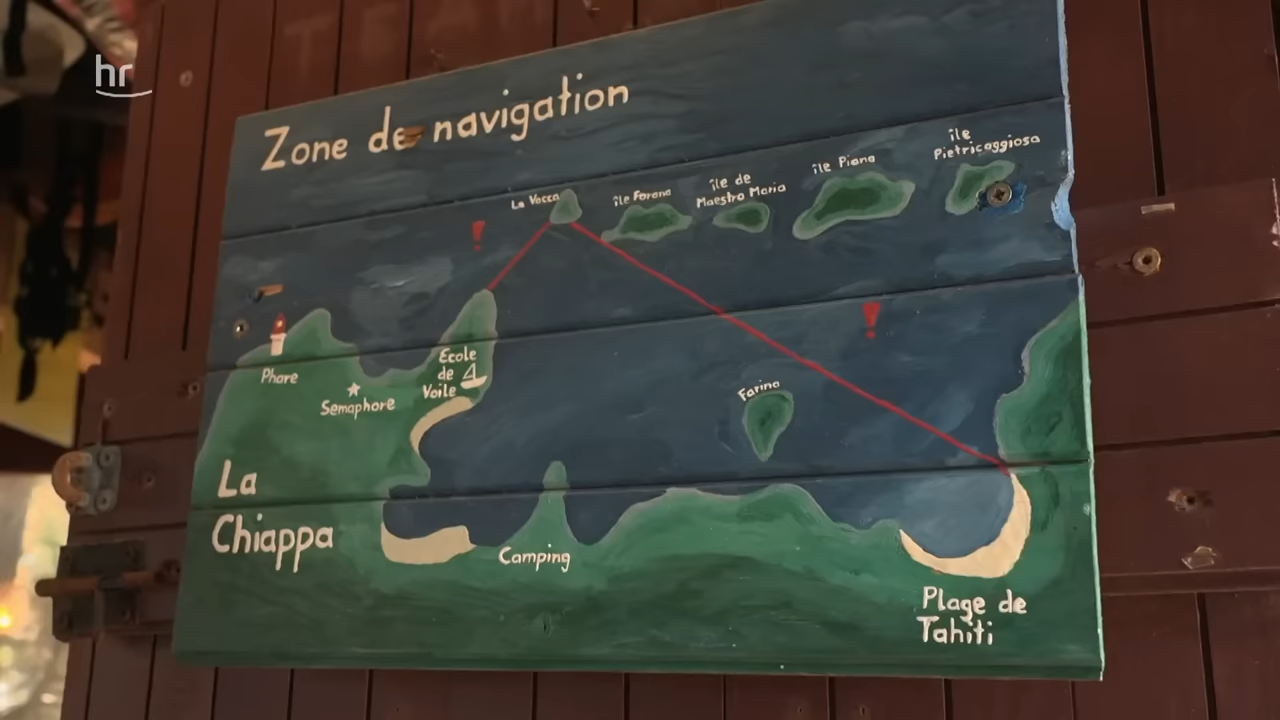 hr
Zone de navigation
La Vacca
île Forana
île de
Maestro Maria
île Piana
île
Pietricaggiosa
!
!
Phare
Semaphore
Ecole
de
Voile
Farina
La
Chiappa
Camping
Plage de
Tahiti